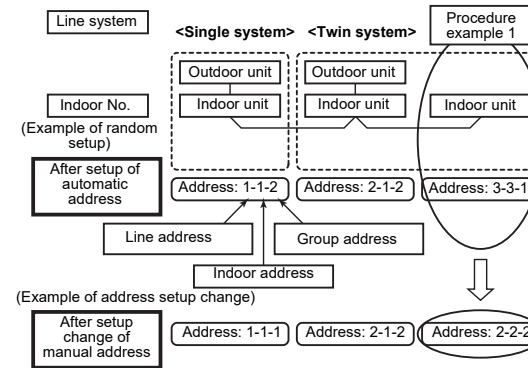 Line system
<Single system>
<Twin system>
Procedure
example 1
Outdoor unit
Outdoor unit
Indoor No.
Indoor unit
Indoor unit
Indoor unit
(Example of random
setup)
After setup of
automatic
address
Address: 1-1-2
Address: 2-1-2
Address: 3-3-1
Line address
Group address
Indoor address
(Example of address setup change)
After setup
change of
manual address
Address: 1-1-1
Address: 2-1-2
Address: 2-2-2